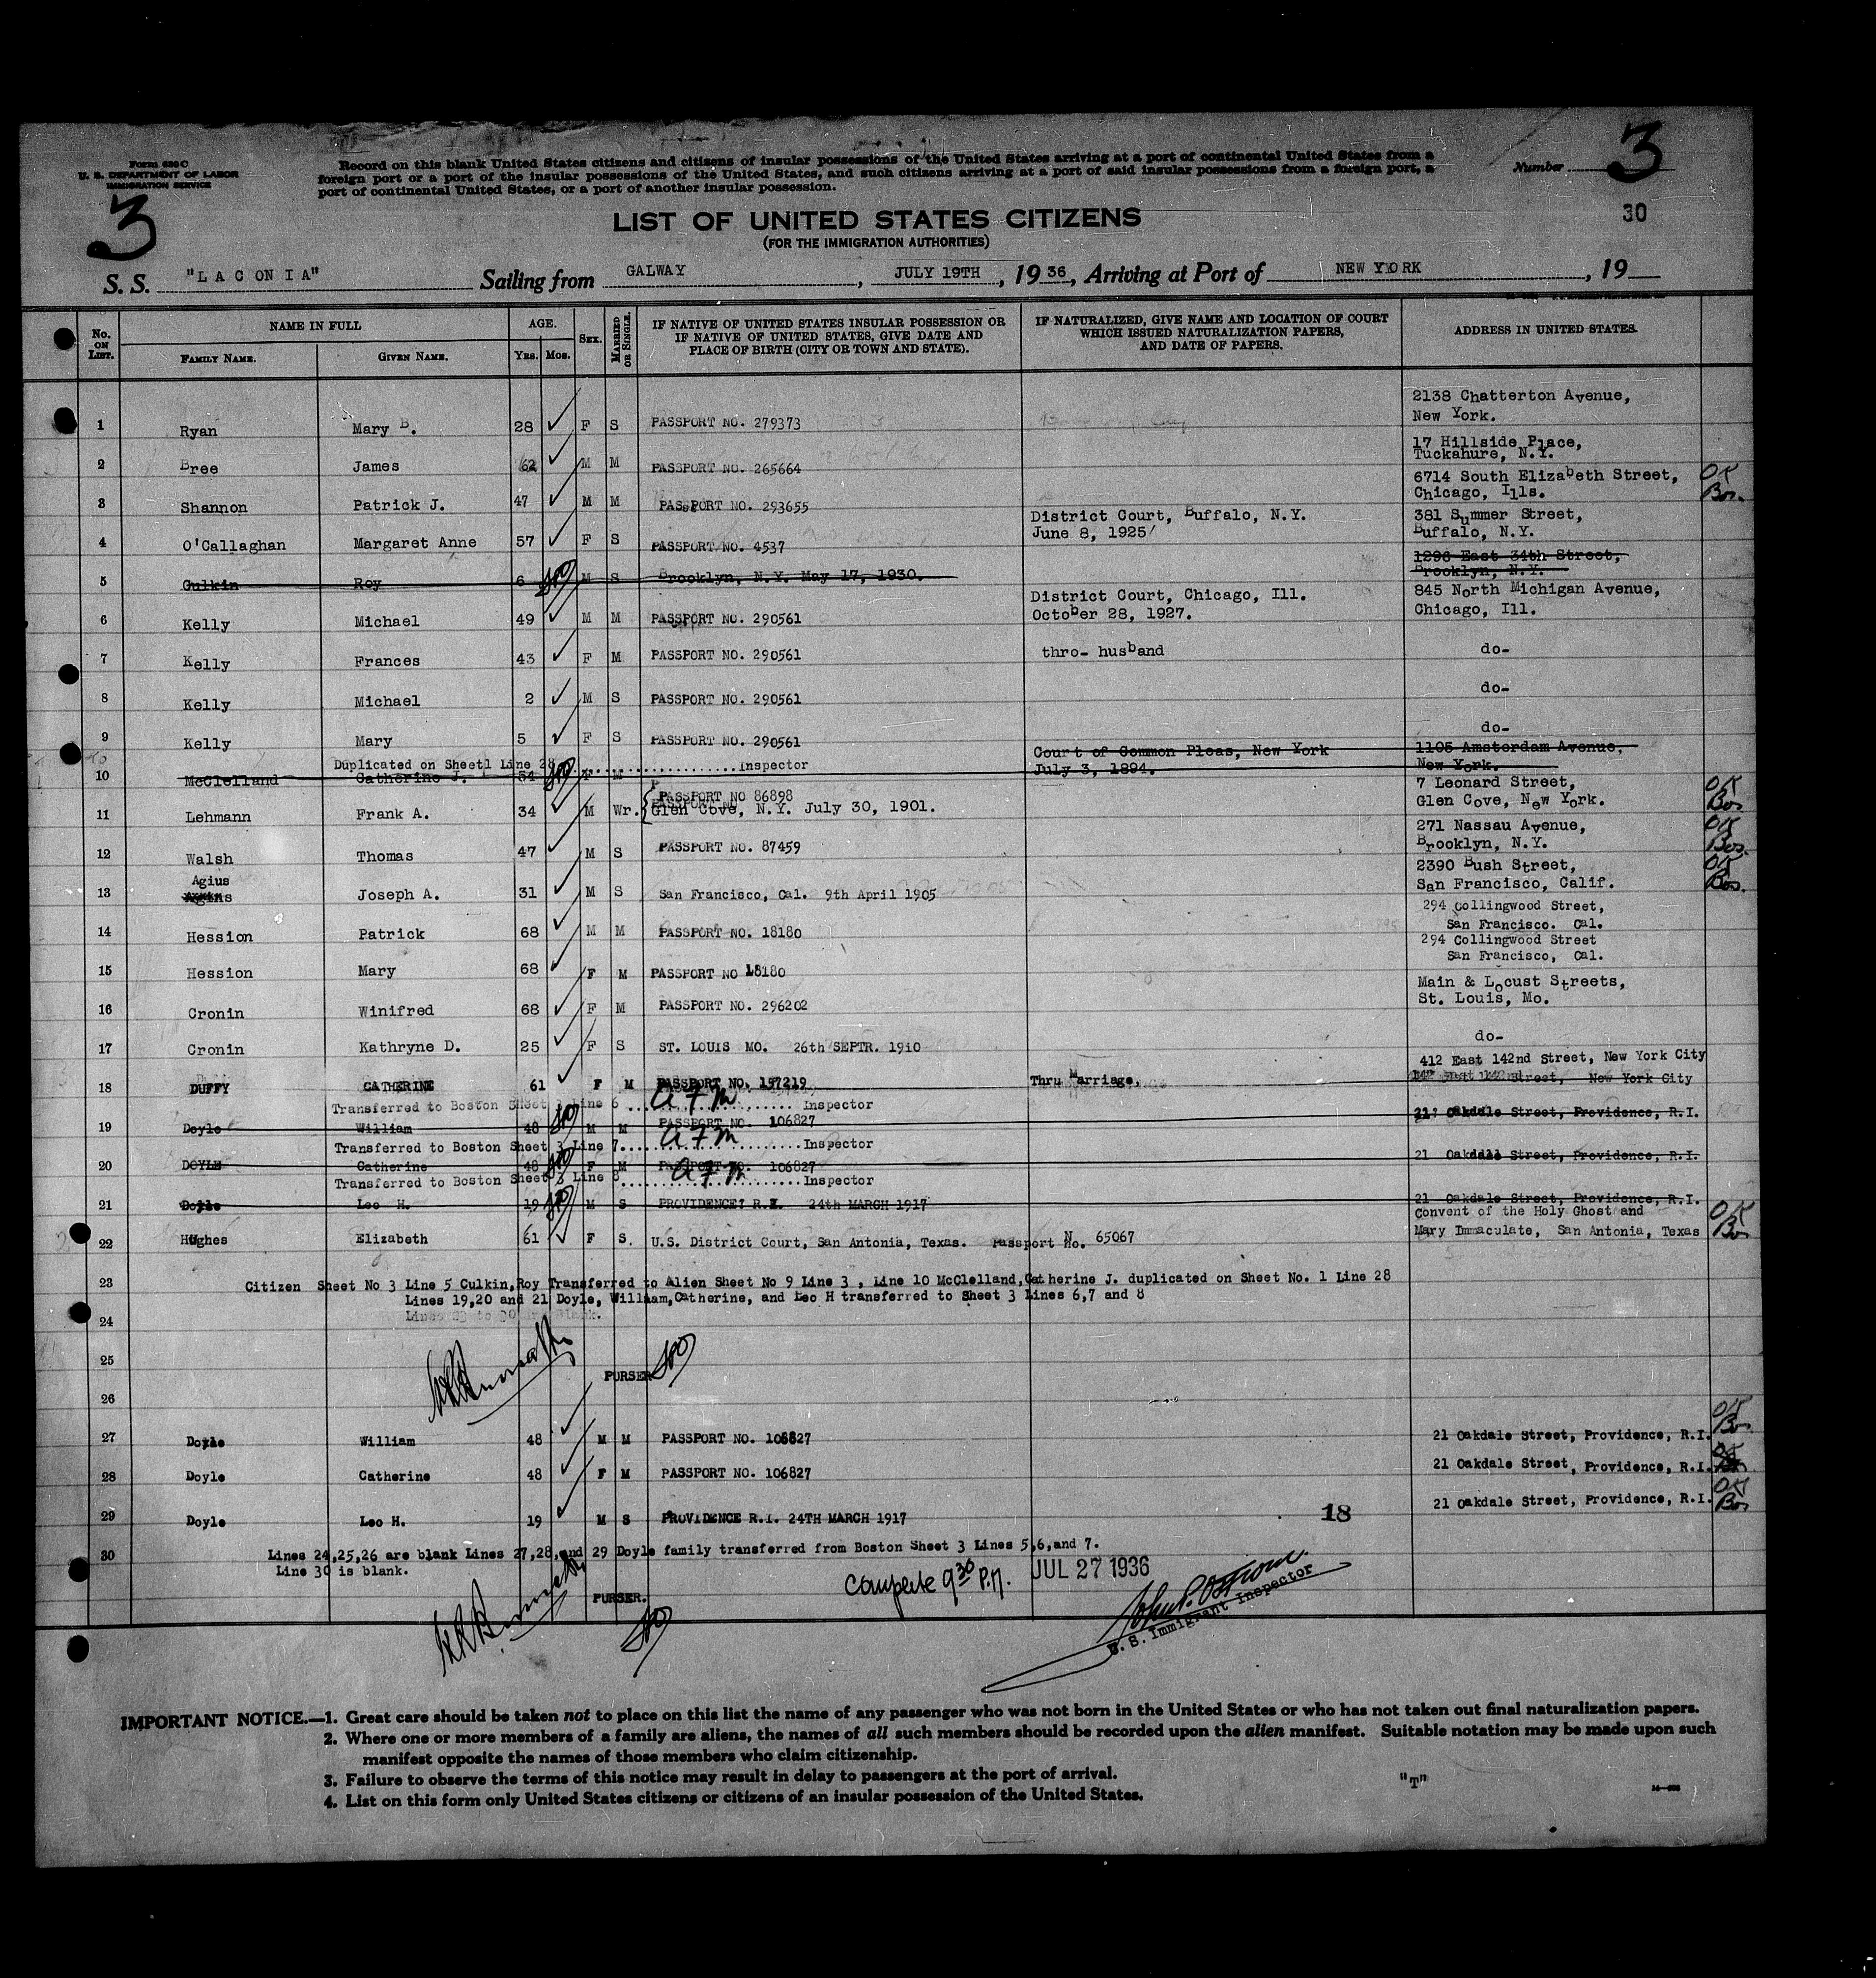 Form 630 C
U. S. DEPARTMENT OF LABOR
IMMIGRATION SERVICE
Record on this blank United States citizens and citizens of insular possessions of the United States arriving at a port of continental United States from a
foreign port or a port of the insular possessions of the United States, and such citizens arriving at a port of said insular possessions from a foreign port, a
port of continental United States, or a port of another insular possession.
Number 3
30
3
LIST OF UNITED STATES CITIZENS
(FOR THE IMMIGRATION AUTHORITIES)
S. S. "LACONIA" Sailing from GALWAY, JULY 19TH, 19 36, Arriving at Port of NEW YORK, 19
No. ON LIST. NAME IN FULL FAMILY NAME. GIVEN NAME. AGE. YRS. MOS. SEX. MARRIED OR SINGLE. IF NATIVE OF UNITED STATES INSULAR POSSESSION OR IF NATIVE OF UNITED STATES, GIVE DATE AND PLACE OF BIRTH (CITY OR TOWN AND STATE). IF NATURALIZED, GIVE NAME AND LOCATION OF COURT WHICH ISSUED NATURALIZATION PAPERS, AND DATE OF PAPERS. ADDRESS IN UNITED STATES.
1 Ryan Mary B. 28 F S PASSPORT NO. 279373 2138 Chatterton Avenue, New York.
2 Bree James 62 M M PASSPORT NO. 265664 17 Hillside Place, Tuckahure, N.Y.
3 Shannon Patrick J. 47 M M PASSPORT NO. 293655 6714 South Elizabeth Street, Chicago, Ills. OK Bos.
4 O'Callaghan Margaret Anne 57 F S PASSPORT NO. 4537 District Court, Buffalo, N.Y. June 8, 1925 381 Summer Street, Buffalo, N.Y.
5 Culkin Roy 6 M S Brooklyn, N.Y. May 17, 1930. 1296 East 34th Street, Brooklyn, N.Y.
6 Kelly Michael 49 M M PASSPORT NO. 290561 District Court, Chicago, Ill. October 28, 1927. 845 North Michigan Avenue, Chicago, Ill.
7 Kelly Frances 43 F M PASSPORT NO. 290561 thro- husband do-
8 Kelly Michael 2 M S PASSPORT NO. 290561 do-
9 Kelly Mary 5 F S PASSPORT NO. 290561 do-
Duplicated on Sheet1 Line 28 Inspector
10 McClelland Catherine J. 54 F M Court of Common Pleas, New York July 3, 1894. 1105 Amsterdam Avenue, New York.
11 Lehmann Frank A. 34 M Wr. PASSPORT NO 86898 Glen Cove, N.Y. July 30, 1901. 7 Leonard Street, Glen Cove, New York. OK Bos
12 Walsh Thomas 47 M S PASSPORT NO. 87459 271 Nassau Avenue, Brooklyn, N.Y. OK Bos.
13 Agius Joseph A. 31 M S San Francisco, Cal. 9th April 1905 2390 Bush Street, San Francisco, Calif. OK Bos.
14 Hession Patrick 68 M M PASSPORT NO. 18180 294 Collingwood Street, San Francisco. Cal.
15 Hession Mary 68 F M PASSPORT NO 18180 294 Collingwood Street San Francisco, Cal.
16 Cronin Winifred 68 F M PASSPORT NO. 296202 Main & Locust Streets, St. Louis, Mo.
17 Cronin Kathryne D. 25 F S ST. LOUIS MO. 26th SEPTR. 1910 do-
18 DUFFY CATHERINE 61 F M PASSPORT NO. 157219 Thru Marriage. 412 East 142nd Street, New York City
East 142nd Street, New York City
Transferred to Boston Sheet 3 Line 6 a F m Inspector
19 Doyle William 48 M M PASSPORT NO. 106827 21 Oakdale Street, Providence, R.I.
Transferred to Boston Sheet 3 Line 7 a F m Inspector
20 DOYLE Catherine 48 F M PASSPORT NO. 106827 21 Oakdale Street, Providence, R.I.
Transferred to Boston Sheet 3 Line 8 a F m Inspector
21 Doyle Leo H. 19 M S PROVIDENCE R.I. 24th MARCH 1917 21 Oakdale Street, Providence, R.I.
22 Hughes Elizabeth 61 F S. U.S. District Court, San Antonia, Texas. Passport No. 65067 Convent of the Holy Ghost and Mary Immaculate, San Antonia, Texas OK Bos
23 Citizen Sheet No 3 Line 5 Culkin,Roy Transferred to Alien Sheet No 9 Line 3 , Line 10 McClelland,Catherine J. duplicated on Sheet No. 1 Line 28
Lines 19,20 and 21 Doyle, William,Catherine, and Leo H transferred to Sheet 3 Lines 6,7 and 8
24
25 PURSER
26
27 Doyle William 48 M M PASSPORT NO. 106827 21 Oakdale Street, Providence, R.I. OK Bos
28 Doyle Catherine 48 F M PASSPORT NO. 106827 21 Oakdale Street, Providence, R.I. OK
29 Doyle Leo H. 19 M S PROVIDENCE R.I. 24TH MARCH 1917 18 21 Oakdale Street, Providence, R.I. OK Bos
30 Lines 24,25,26 are blank Lines 27,28,and 29 Doyle family transferred from Boston Sheet 3 Lines 5,6,and 7.
Line 30 is blank.
PURSER.
Complete 9 30 P.M. JUL 27 1936
U. S. Immigrant Inspector
IMPORTANT NOTICE.—1. Great care should be taken not to place on this list the name of any passenger who was not born in the United States or who has not taken out final naturalization papers.
2. Where one or more members of a family are aliens, the names of all such members should be recorded upon the alien manifest. Suitable notation may be made upon such
manifest opposite the names of those members who claim citizenship.
3. Failure to observe the terms of this notice may result in delay to passengers at the port of arrival.
4. List on this form only United States citizens or citizens of an insular possession of the United States.
"T"